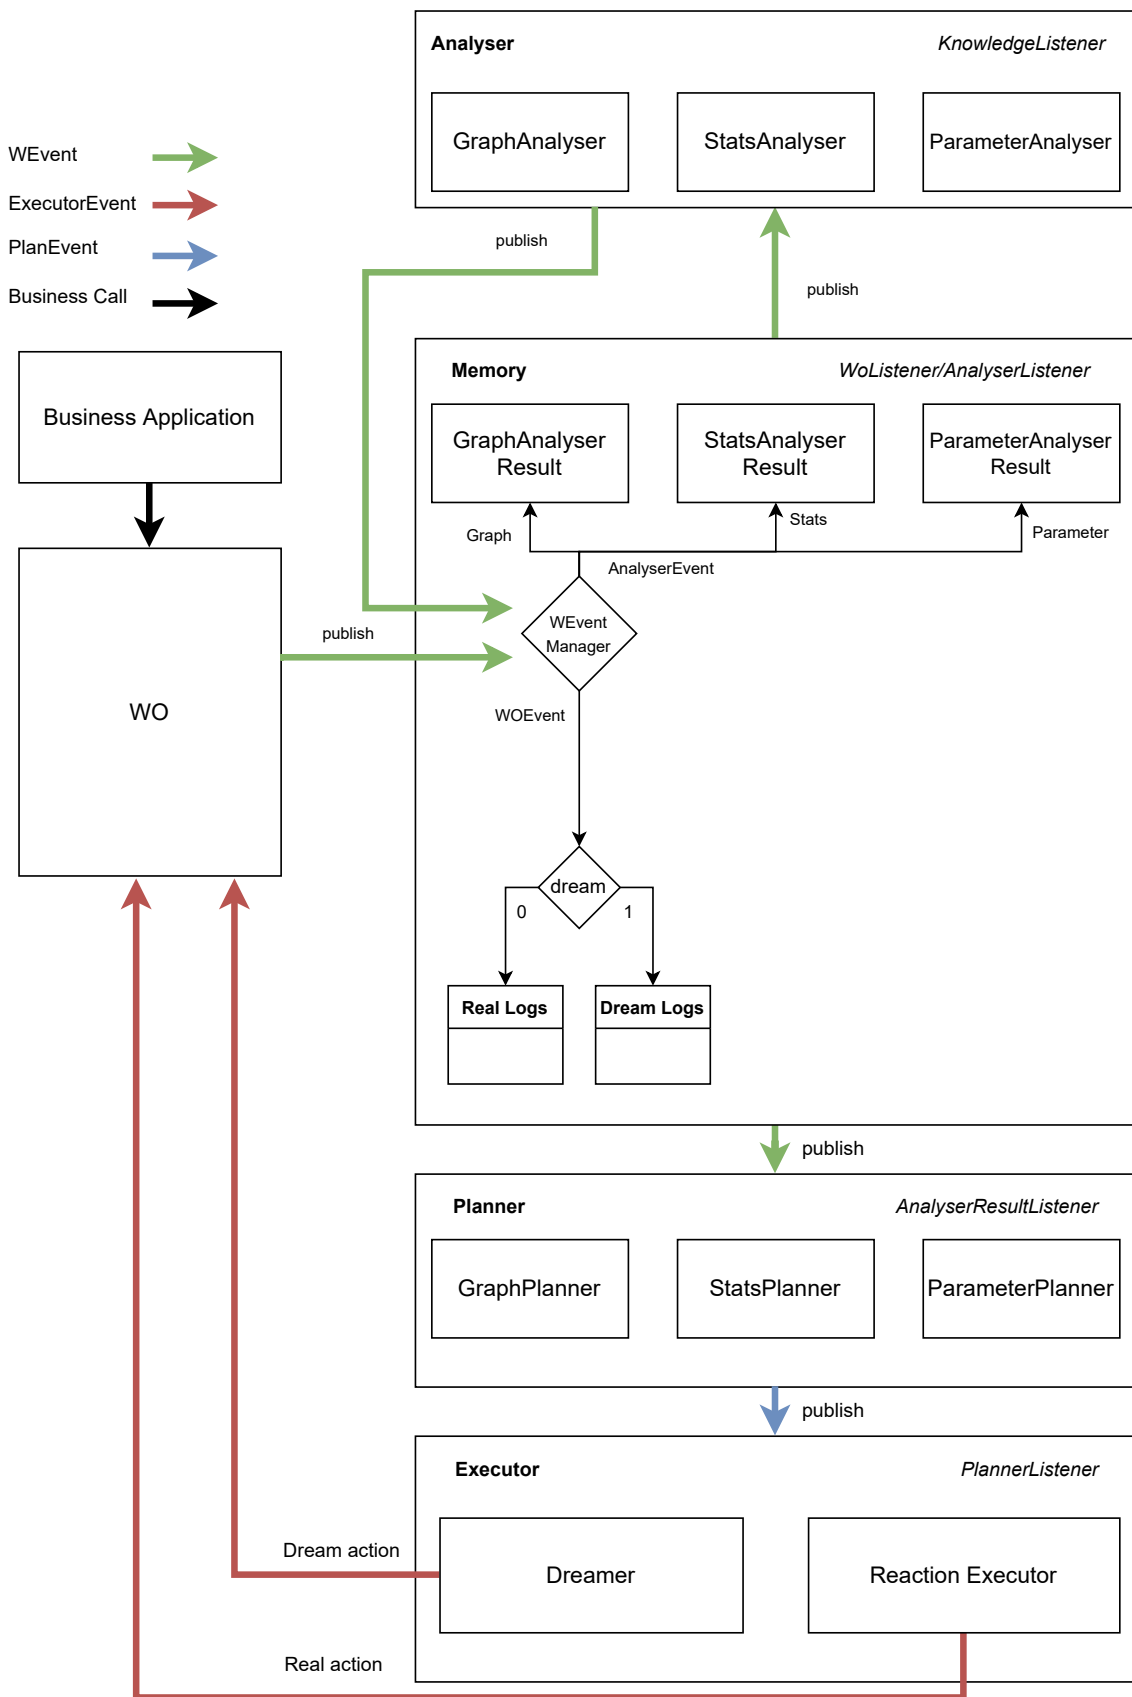 Analyser
KnowledgeListener
GraphAnalyser
StatsAnalyser
ParameterAnalyser
WEvent
ExecutorEvent
PlanEvent
Business Call
publish
publish
Business Application
Memory
WoListener/AnalyserListener
GraphAnalyser
Result
StatsAnalyser
Result
ParameterAnalyser
Result
Graph
Stats
Parameter
AnalyserEvent
WEvent
Manager
publish
WO
WOEvent
dream
0
1
Real Logs
Dream Logs
publish
Planner
AnalyserResultListener
GraphPlanner
StatsPlanner
ParameterPlanner
publish
Executor
PlannerListener
Dream action
Dreamer
Reaction Executor
Real action